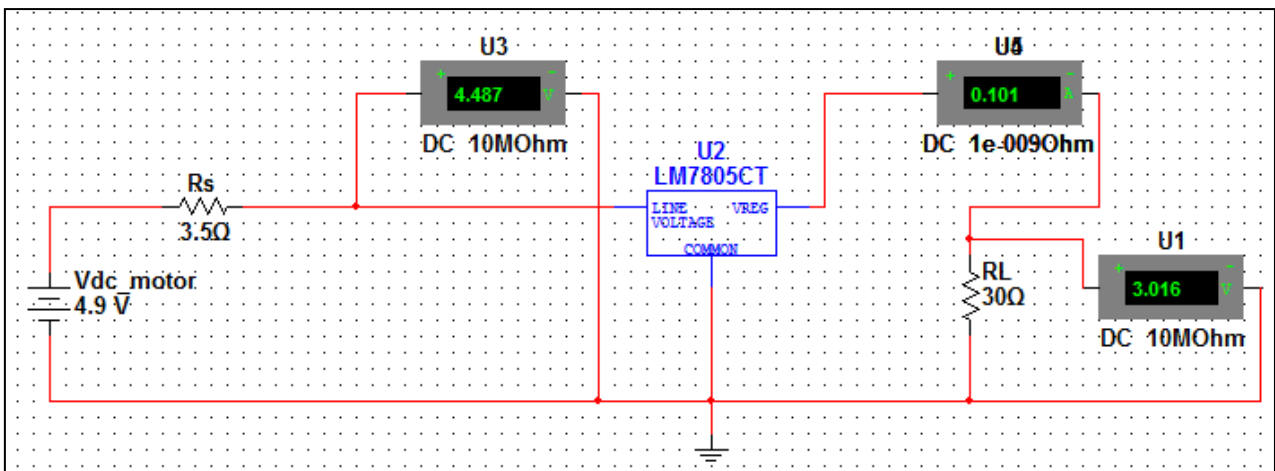 U3
+ -
4.487 V
DC 10MOhm
+ -
0.101 A
DC 1e-009Ohm
U2
LM7805CT
LINE VREG
VOLTAGE
COMMON
Rs
3.5Ω
Vdc_motor
4.9 V
RL
30Ω
U1
+ -
3.016 V
DC 10MOhm